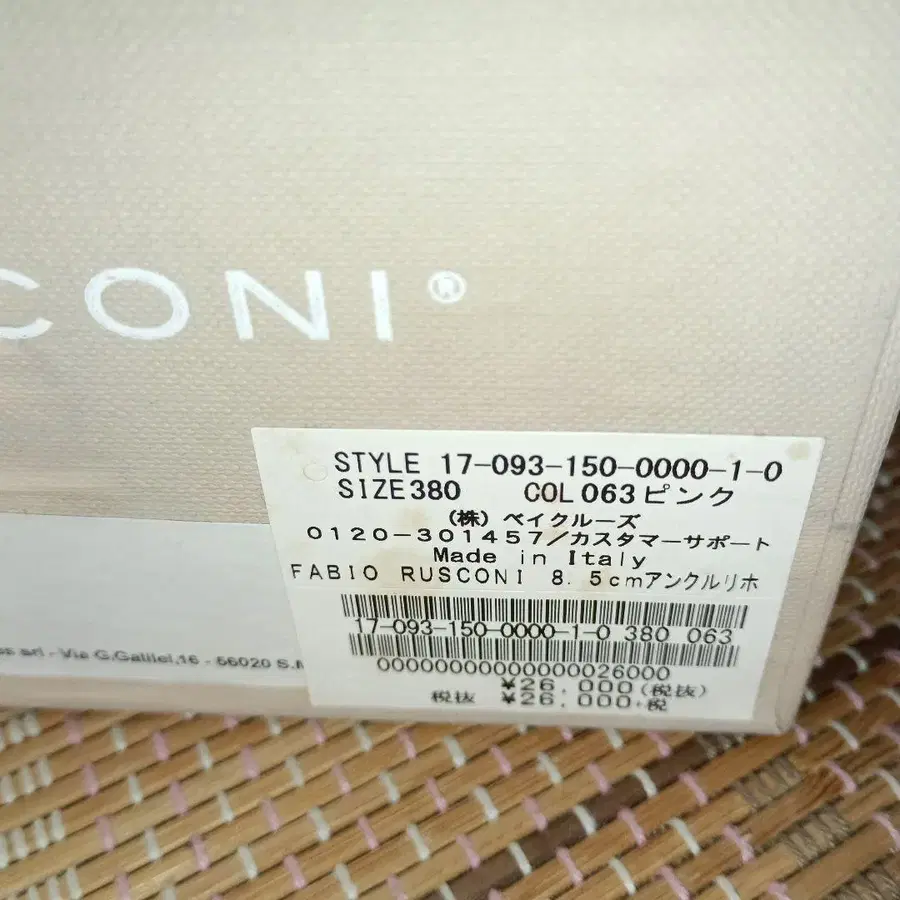 CONI®
STYLE 17-093-150-0000-1-0
SIZE380 COL063ピンク
(株)ベイクルーズ
0120-301457/カスタマーサポート
Made in Italy
FABIO RUSCONI 8.5cmアンクルリホ
17-093-150-0000-1-0 380 063
000000000000000026000
¥26,000(税抜)
税抜 ¥26,000+税
srl - Via G.Galilei,16 - 56020 S.